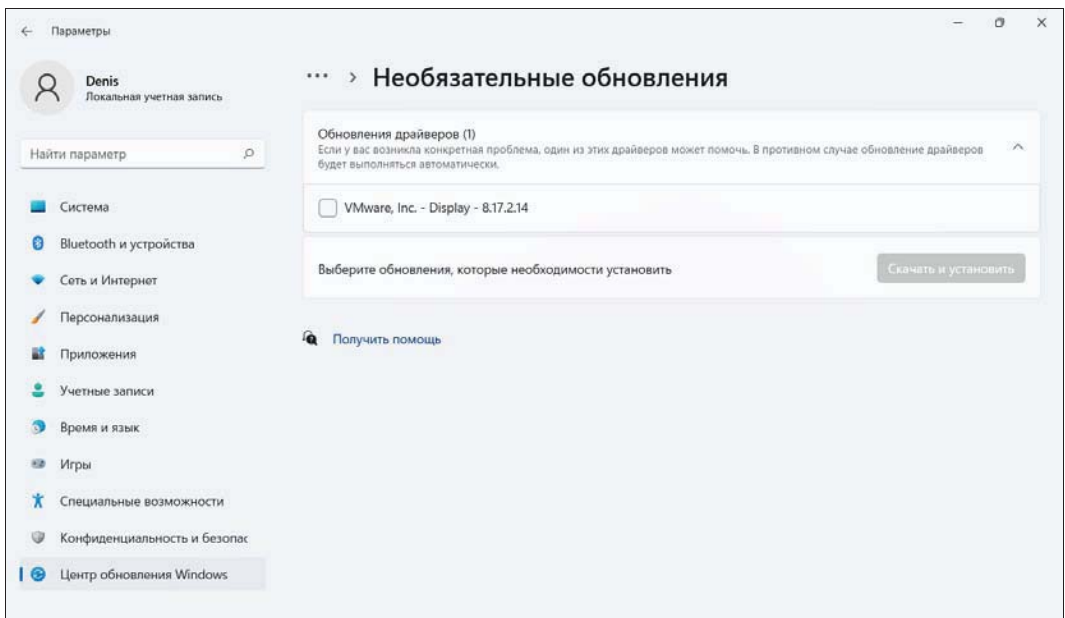 Параметры
Denis
Локальная учетная запись
Найти параметр
Система
Bluetooth и устройства
Сеть и Интернет
Персонализация
Приложения
Учетные записи
Время и язык
Игры
Специальные возможности
Конфиденциальность и безопас
Центр обновления Windows
... > Необязательные обновления
Обновления драйверов (1)
Если у вас возникла конкретная проблема, один из этих драйверов может помочь. В противном случае обновление драйверов
будет выполняться автоматически.
VMware, Inc. - Display - 8.17.2.14
Выберите обновления, которые необходимости установить
Скачать и установить
Получить помощь